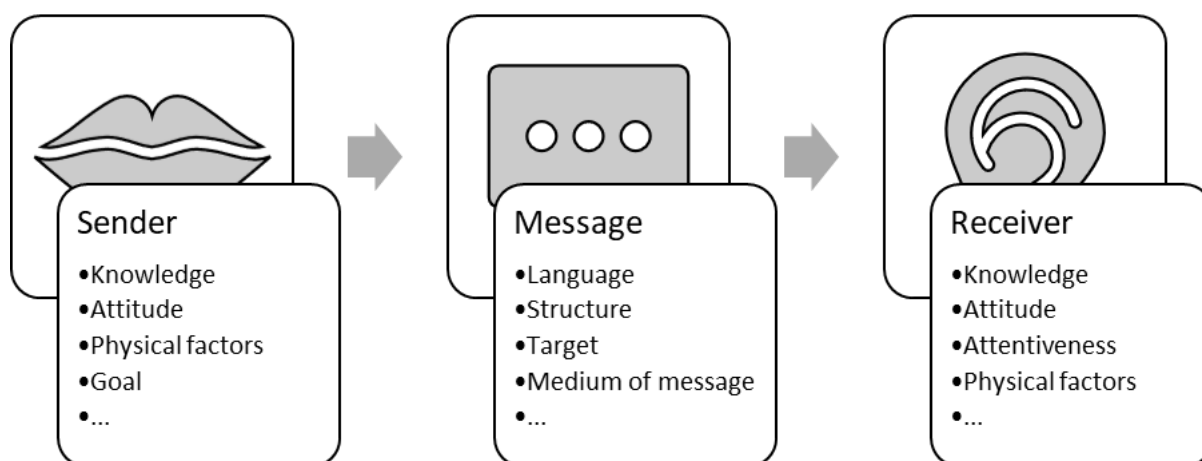 Sender
•Knowledge
•Attitude
•Physical factors
•Goal
•...
Message
•Language
•Structure
•Target
•Medium of message
•...
Receiver
•Knowledge
•Attitude
•Attentiveness
•Physical factors
•...